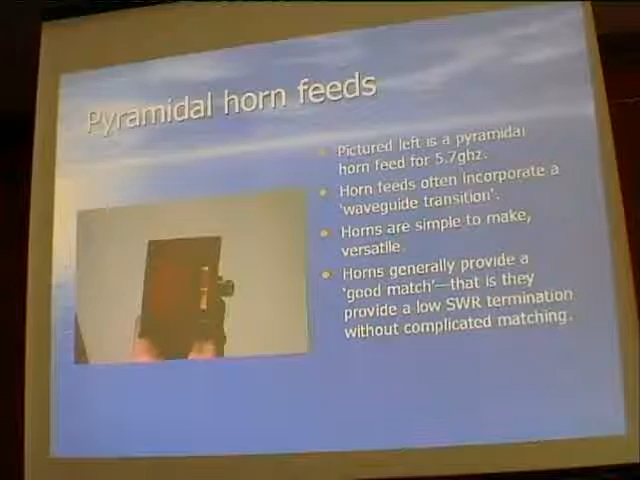 Pyramidal horn feeds
Pictured left is a pyramidal
horn feed for 5.7ghz.
Horn feeds often incorporate a
'waveguide transition'.
Horns are simple to make,
versatile.
Horns generally provide a
'good match'—that is they
provide a low SWR termination
without complicated matching.